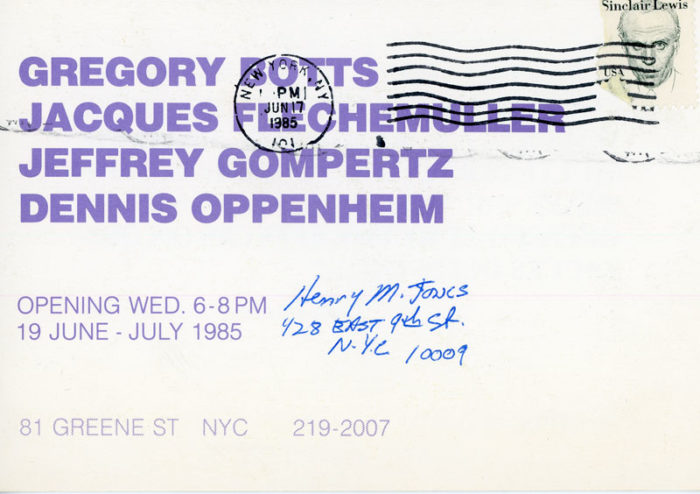 Sinclair Lewis
USA
GREGORY BOTTS
NEW YORK, NY
PM
JUN 17
1985
JACQUES FLECHEMULLER
JEFFREY GOMPERTZ
DENNIS OPPENHEIM
OPENING WED. 6-8 PM
19 JUNE - JULY 1985
Henry M. Jones
428 EAST 9th St.
N.Y.C 10009
81 GREENE ST NYC 219-2007